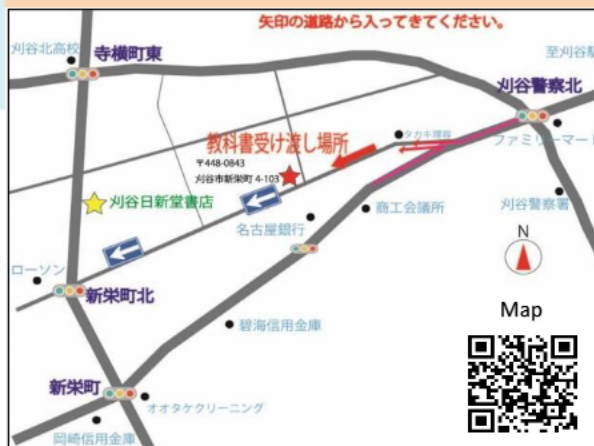 矢印の道路から入ってきてください。
刈谷北高校
寺横町東
至刈谷駅
刈谷警察北
教科書受け渡し場所
〒448-0843
刈谷市新栄町 4-103
タカギ理容
ファミリーマート
刈谷日新堂書店
名古屋銀行
商工会議所
刈谷警察署
N
ローソン
新栄町北
Map
碧海信用金庫
新栄町
オオタケクリーニング
岡崎信用金庫